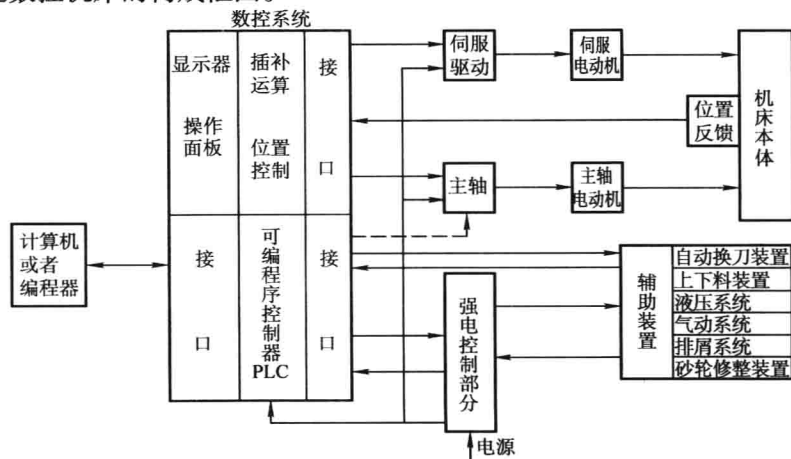 数控系统
显示器
操作
面板
插补
运算
位置
控制
接
口
伺服
驱动
伺服
电动机
位置
反馈
机床本体
主轴
主轴
电动机
计算机
或者
编程器
接
口
可编程序控制器
PLC
接
口
强电控制部分
电源
辅助装置
自动换刀装置
上下料装置
液压系统
气动系统
排屑系统
砂轮修整装置